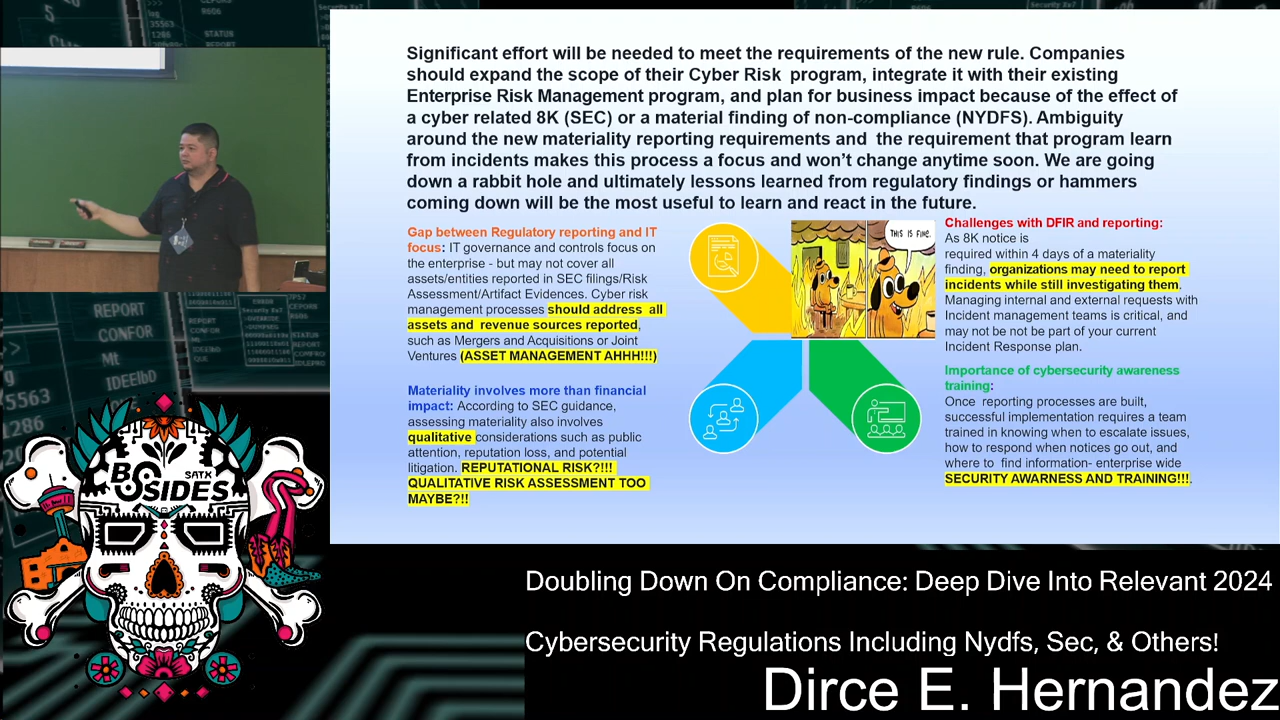 Significant effort will be needed to meet the requirements of the new rule. Companies
should expand the scope of their Cyber Risk program, integrate it with their existing
Enterprise Risk Management program, and plan for business impact because of the effect of
a cyber related 8K (SEC) or a material finding of non-compliance (NYDFS). Ambiguity
around the new materiality reporting requirements and the requirement that program learn
from incidents makes this process a focus and won't change anytime soon. We are going
down a rabbit hole and ultimately lessons learned from regulatory findings or hammers
coming down will be the most useful to learn and react in the future.
Gap between Regulatory reporting and IT
focus: IT governance and controls focus on
the enterprise - but may not cover all
assets/entities reported in SEC filings/Risk
Assessment/Artifact Evidences. Cyber risk
management processes should address all
assets and revenue sources reported,
such as Mergers and Acquisitions or Joint
Ventures (ASSET MANAGEMENT AHHH!!!)
Materiality involves more than financial
impact: According to SEC guidance,
assessing materiality also involves
qualitative considerations such as public
attention, reputation loss, and potential
litigation. REPUTATIONAL RISK?!!!
QUALITATIVE RISK ASSESSMENT TOO
MAYBE?!!
THIS IS FINE.
Challenges with DFIR and reporting:
As 8K notice is
required within 4 days of a materiality
finding, organizations may need to report
incidents while still investigating them.
Managing internal and external requests with
Incident management teams is critical, and
may not be not be part of your current
Incident Response plan.
Importance of cybersecurity awareness
training:
Once reporting processes are built,
successful implementation requires a team
trained in knowing when to escalate issues,
how to respond when notices go out, and
where to find information- enterprise wide
SECURITY AWARNESS AND TRAINING!!!.
REPORT
CONFOR
Mt
IDEEIbD
5563
BSIDES
SATX
Doubling Down On Compliance: Deep Dive Into Relevant 2024
Cybersecurity Regulations Including Nydfs, Sec, & Others!
Dirce E. Hernandez